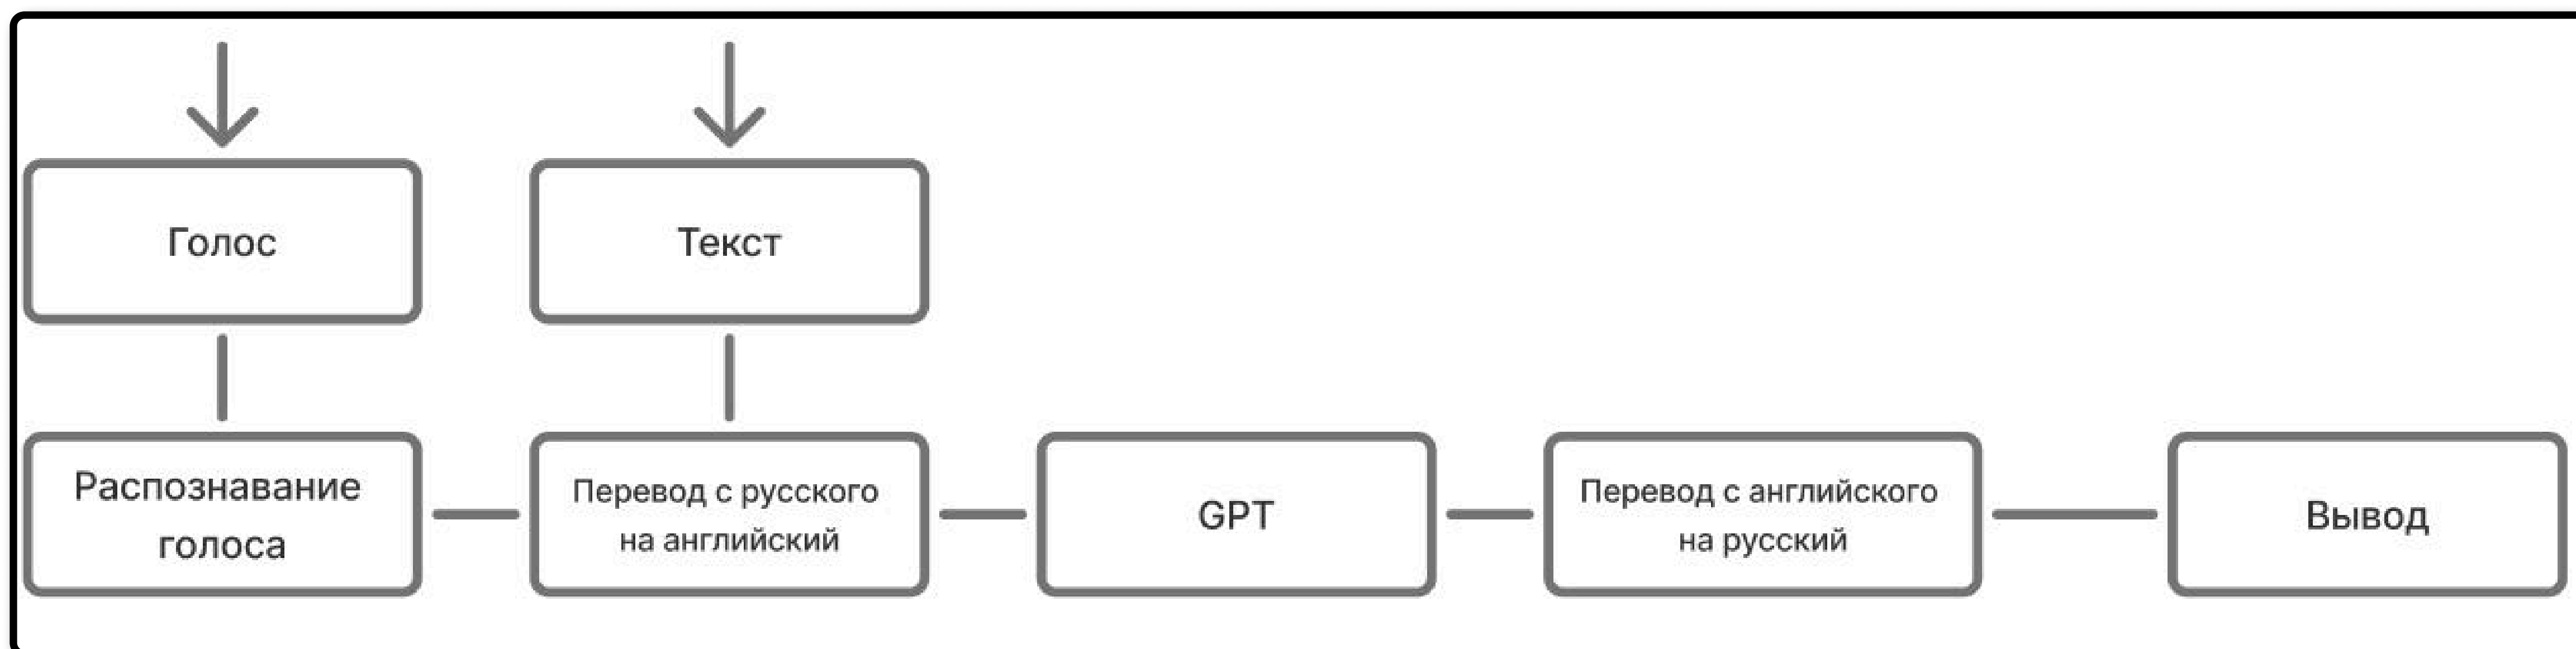 Голос
Текст
Распознавание
голоса
Перевод с русского
на английский
GPT
Перевод с английского
на русский
Вывод